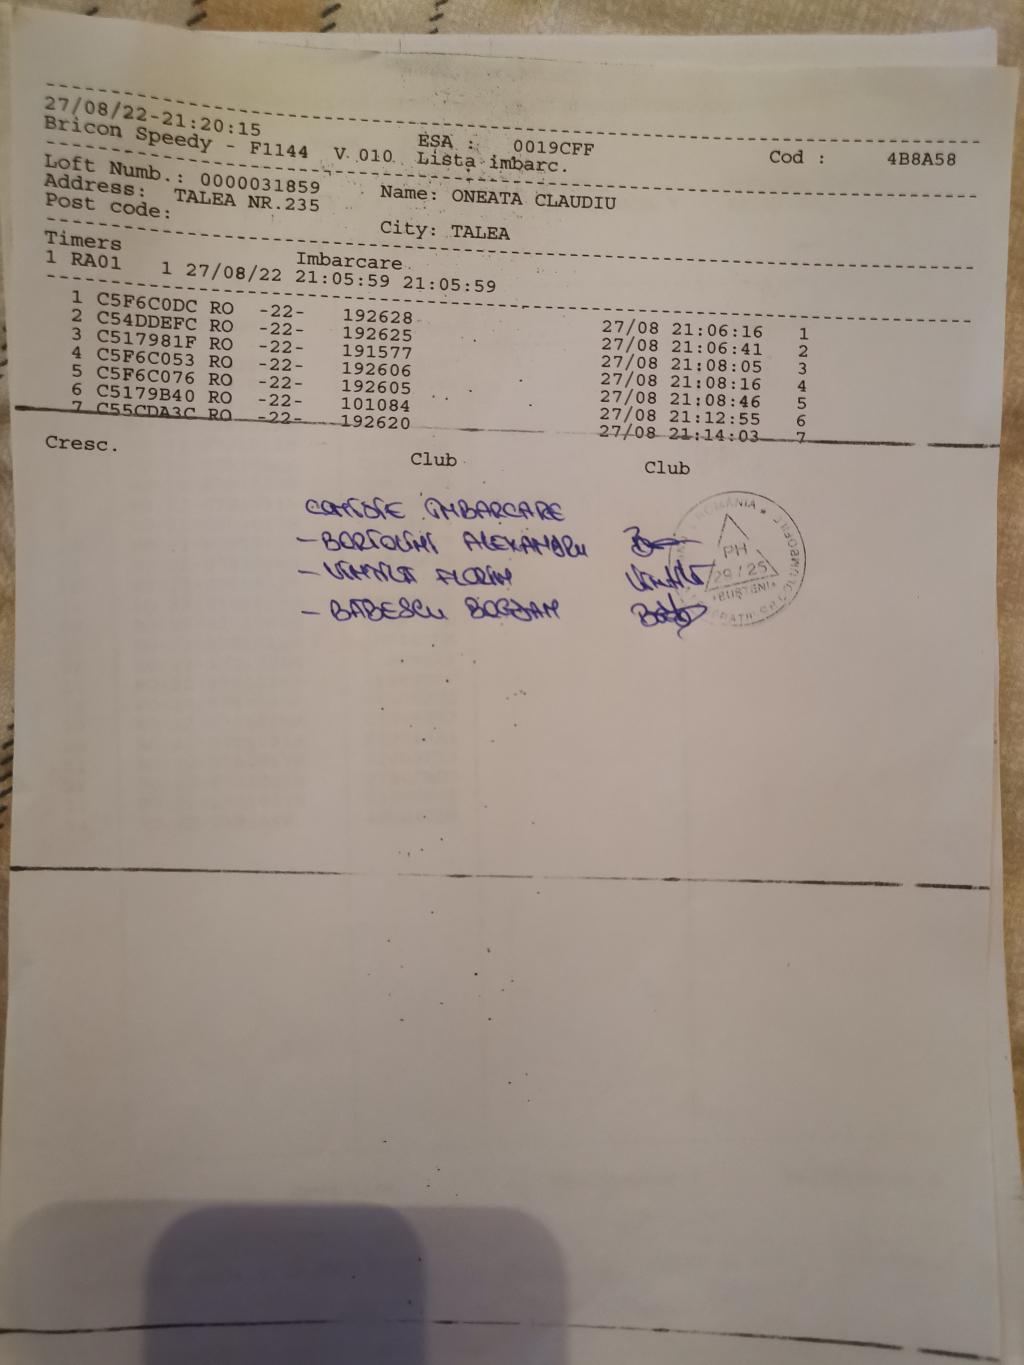 27/08/22-21:20:15 ESA : 0019CFF Cod : 4B8A58
Bricon Speedy - F1144 V.010 Lista imbarc.
Loft Numb.: 0000031859 Name: ONEATA CLAUDIU
Address: TALEA NR.235
Post code: City: TALEA
Timers Imbarcare
1 RA01 1 27/08/22 21:05:59 21:05:59
1 C5F6C0DC RO -22- 192628 27/08 21:06:16 1
2 C54DDEFC RO -22- 192625 27/08 21:06:41 2
3 C517981F RO -22- 191577 27/08 21:08:05 3
4 C5F6C053 RO -22- 192606 27/08 21:08:16 4
5 C5F6C076 RO -22- 192605 27/08 21:08:46 5
6 C5179B40 RO -22- 101084 27/08 21:12:55 6
7 C55CDA3C RO -22- 192620 27/08 21:14:03 7
Cresc. Club Club
COMISIE IMBARCARE
- BORTOLINI ALEXANDRU
- VINTILA FLORIN
- BABESCU BOGDAN
ROMANIA
PH
29/25
BUSTENI